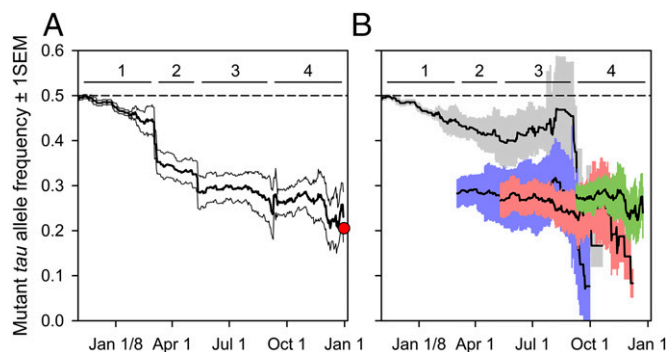 A
B
Mutant tau allele frequency ± 1SEM
0.6
0.5
0.4
0.3
0.2
0.1
0.0
1 2 3 4
1 2 3 4
Jan 1/8 Apr 1 Jul 1 Oct 1 Jan 1
Jan 1/8 Apr 1 Jul 1 Oct 1 Jan 1